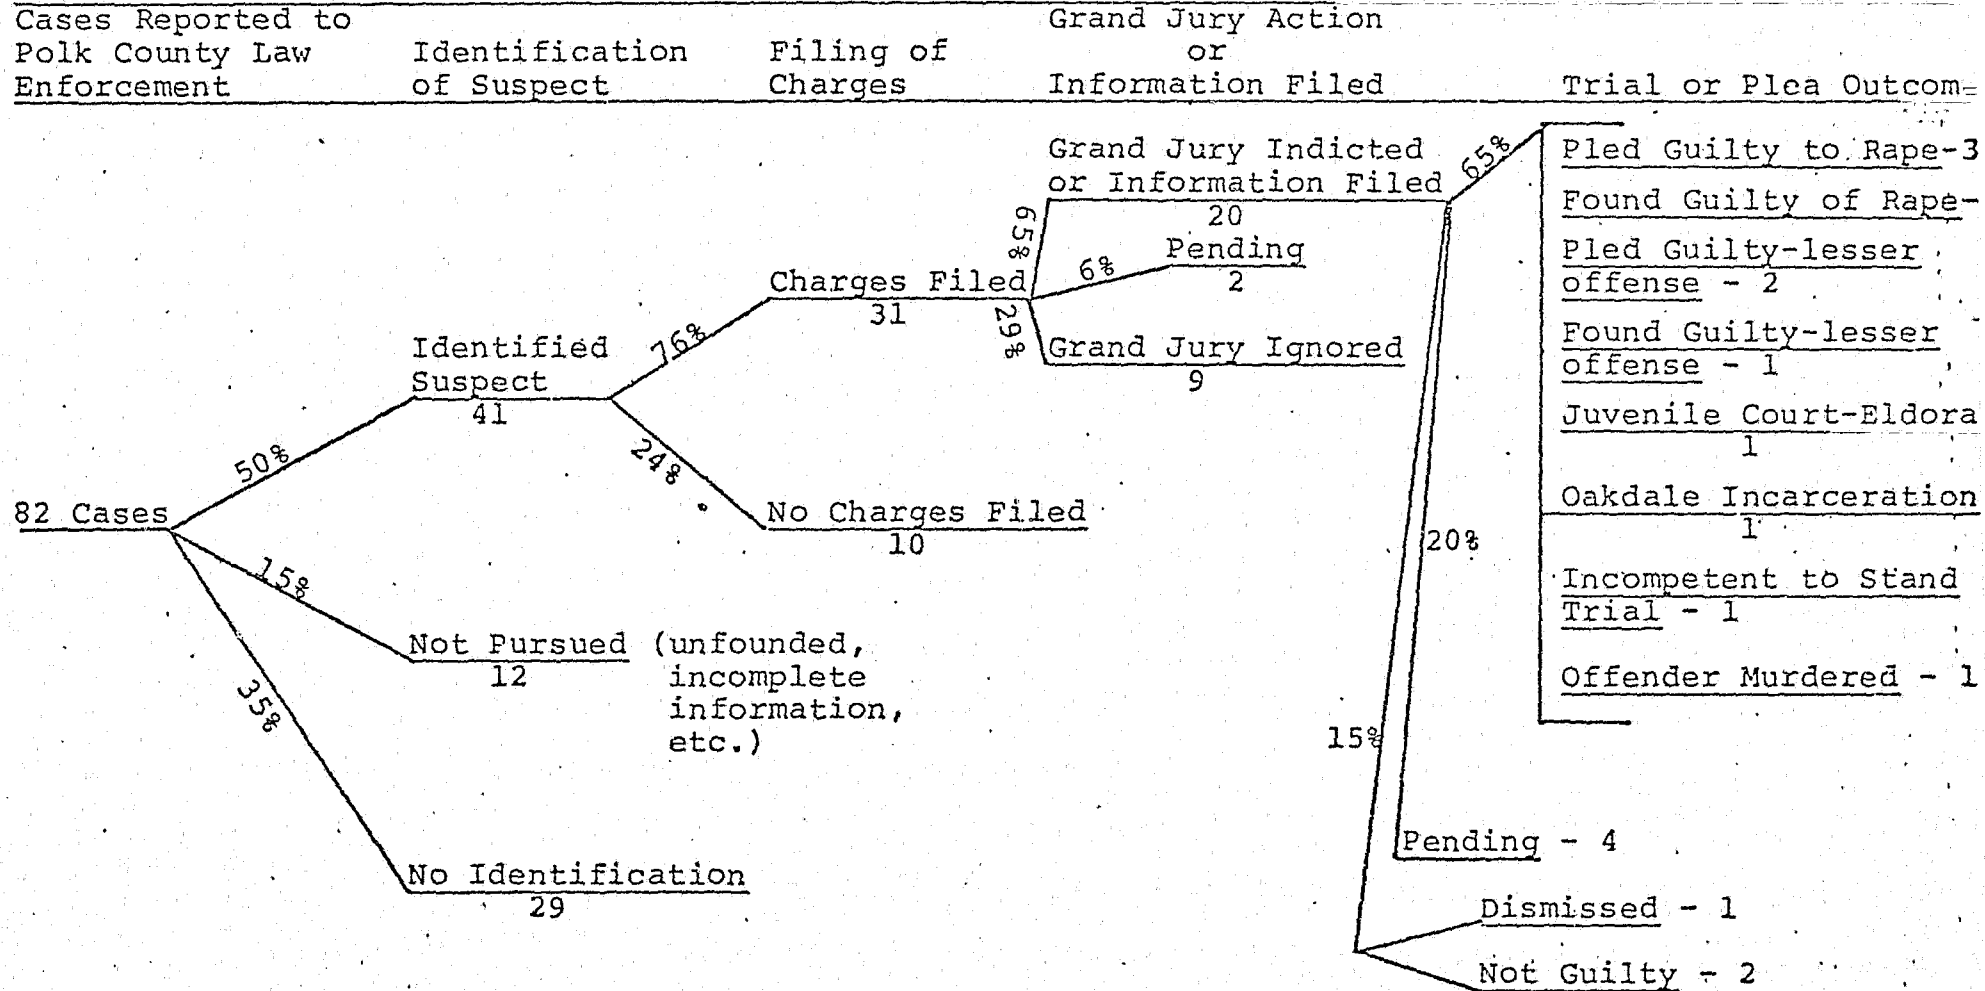 Cases Reported to
Polk County Law
Enforcement
Identification
of Suspect
Filing of
Charges
Grand Jury Action
or
Information Filed
Trial or Plea Outcom
82 Cases
50%
15%
35%
Identified
Suspect
41
Not Pursued (unfounded,
12 incomplete
information,
etc.)
No Identification
29
76%
24%
Charges Filed
31
No Charges Filed
10
65%
6%
29%
Grand Jury Indicted
or Information Filed
20
Pending
2
Grand Jury Ignored
9
65%
20%
15%
Pled Guilty to Rape-3
Found Guilty of Rape-
Pled Guilty-lesser
offense - 2
Found Guilty-lesser
offense - 1
Juvenile Court-Eldora
1
Oakdale Incarceration
1
Incompetent to Stand
Trial - 1
Offender Murdered - 1
Pending - 4
Dismissed - 1
Not Guilty - 2